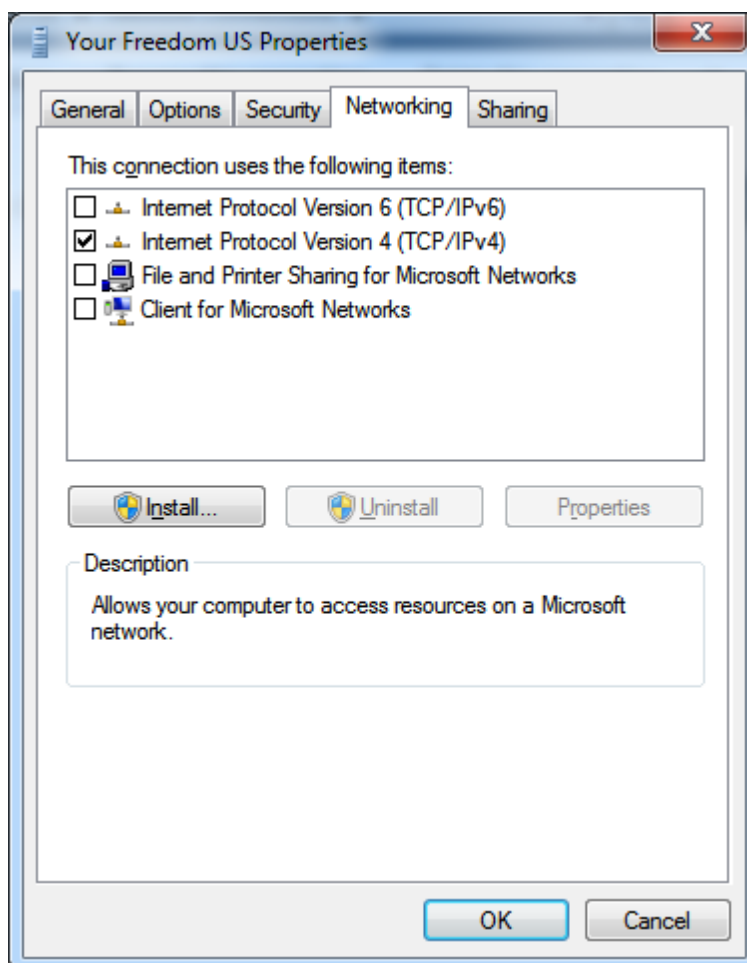 Your Freedom US Properties
General Options Security Networking Sharing
This connection uses the following items:
Internet Protocol Version 6 (TCP/IPv6)
Internet Protocol Version 4 (TCP/IPv4)
File and Printer Sharing for Microsoft Networks
Client for Microsoft Networks
Install... Uninstall Properties
Description
Allows your computer to access resources on a Microsoft
network.
OK Cancel